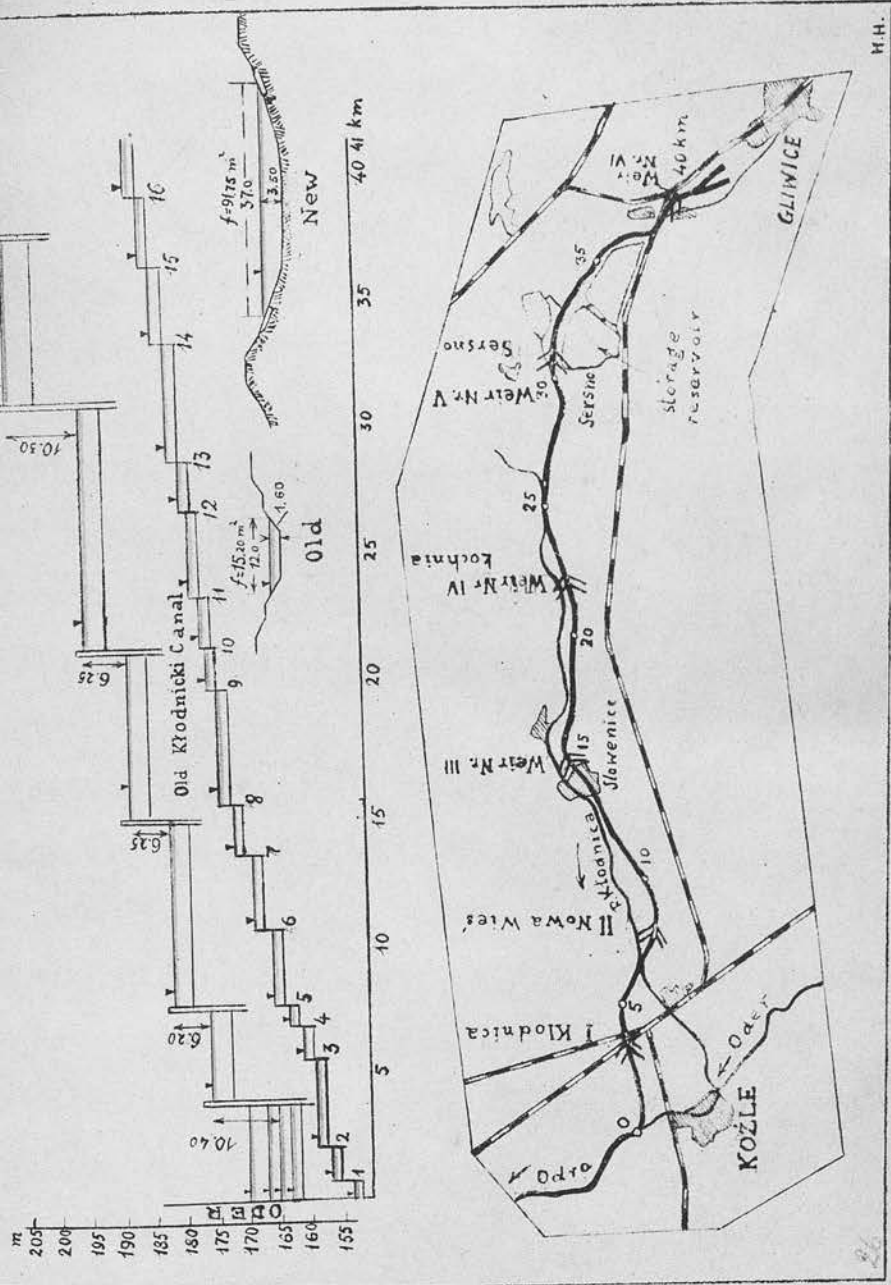 m
205
200
195
190
185
180
175
170
165
160
155
ODER
10.40
6.20
6.25
6.25
10.30
Old Kłodnicki Canal
1
2
3
4
5
6
7
8
9
10
11
12
13
14
15
16
f=15.20 m²
12.0
1.60
Old
f=91.75 m²
37.0
3.50
New
5
10
15
20
25
30
35
40 41 km
Odra
0
KOŹLE
← Oder
I Kłodnica
5
II Nowa Wieś
10
R. Kłodnica
←
Weir Nr. III
15
Sławenice
20
Weir Nr IV
Łochnia
25
Weir Nr. V
30
Sersno
Sersno
35
Storage
reservoir
Weir
Nr. VI
40 km
GLIWICE
M.H.